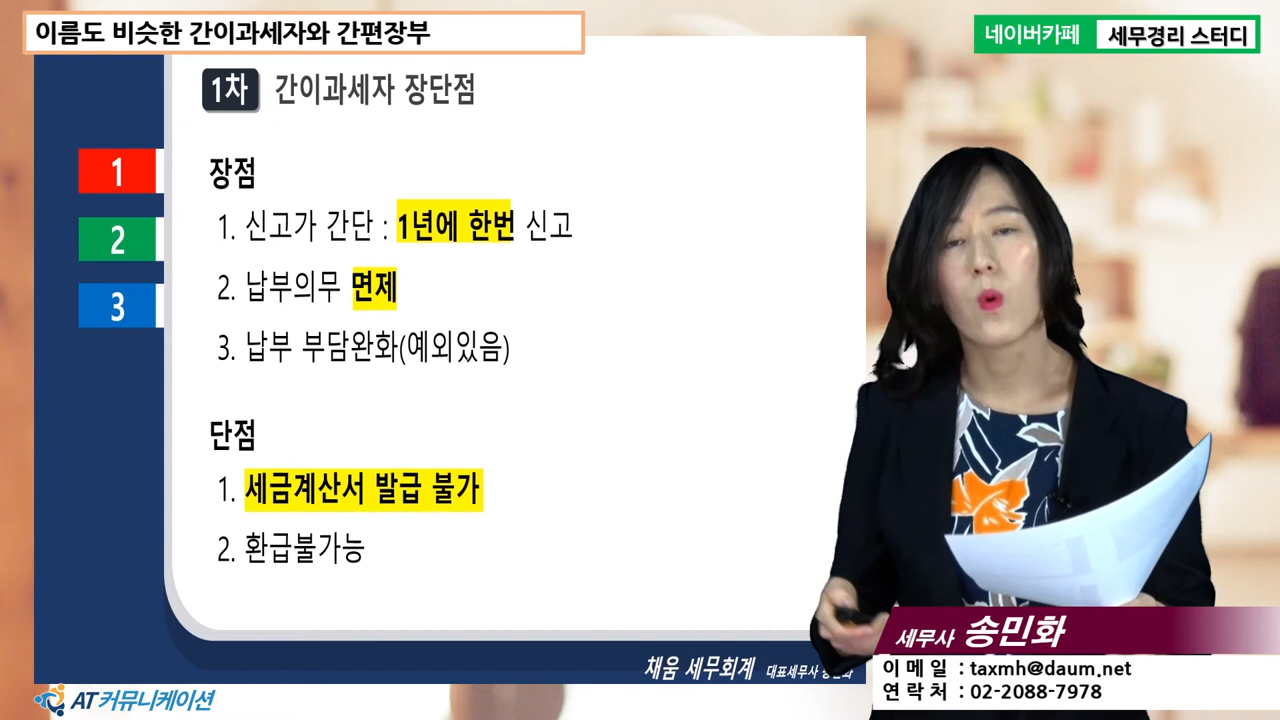 이름도 비슷한 간이과세자와 간편장부
네이버카페 세무경리 스터디
1차 간이과세자 장단점
1
2
3
장점
1. 신고가 간단 : 1년에 한번 신고
2. 납부의무 면제
3. 납부 부담완화(예외있음)
단점
1. 세금계산서 발급 불가
2. 환급불가능
채움 세무회계 대표세무사
세무사 송민화
이 메 일 : taxmh@daum.net
연 락 처 : 02-2088-7978
AT커뮤니케이션